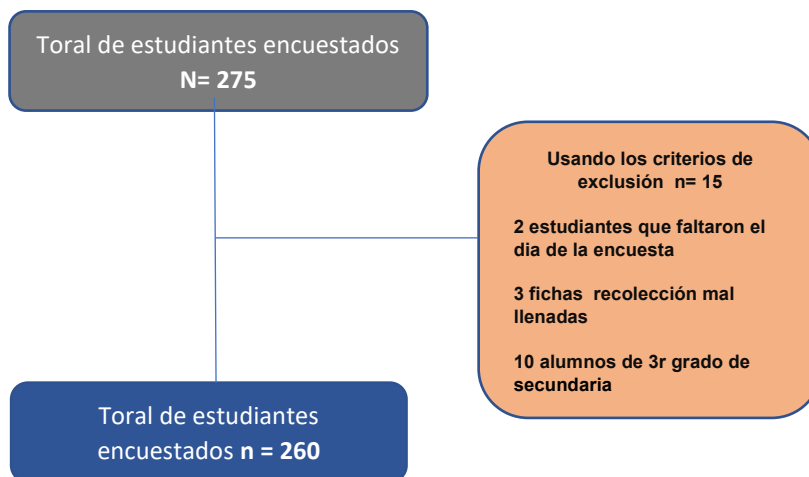 Toral de estudiantes encuestados
N= 275
Usando los criterios de
exclusión n= 15
2 estudiantes que faltaron el
dia de la encuesta
3 fichas recolección mal
llenadas
10 alumnos de 3r grado de
secundaria
Toral de estudiantes
encuestados n = 260